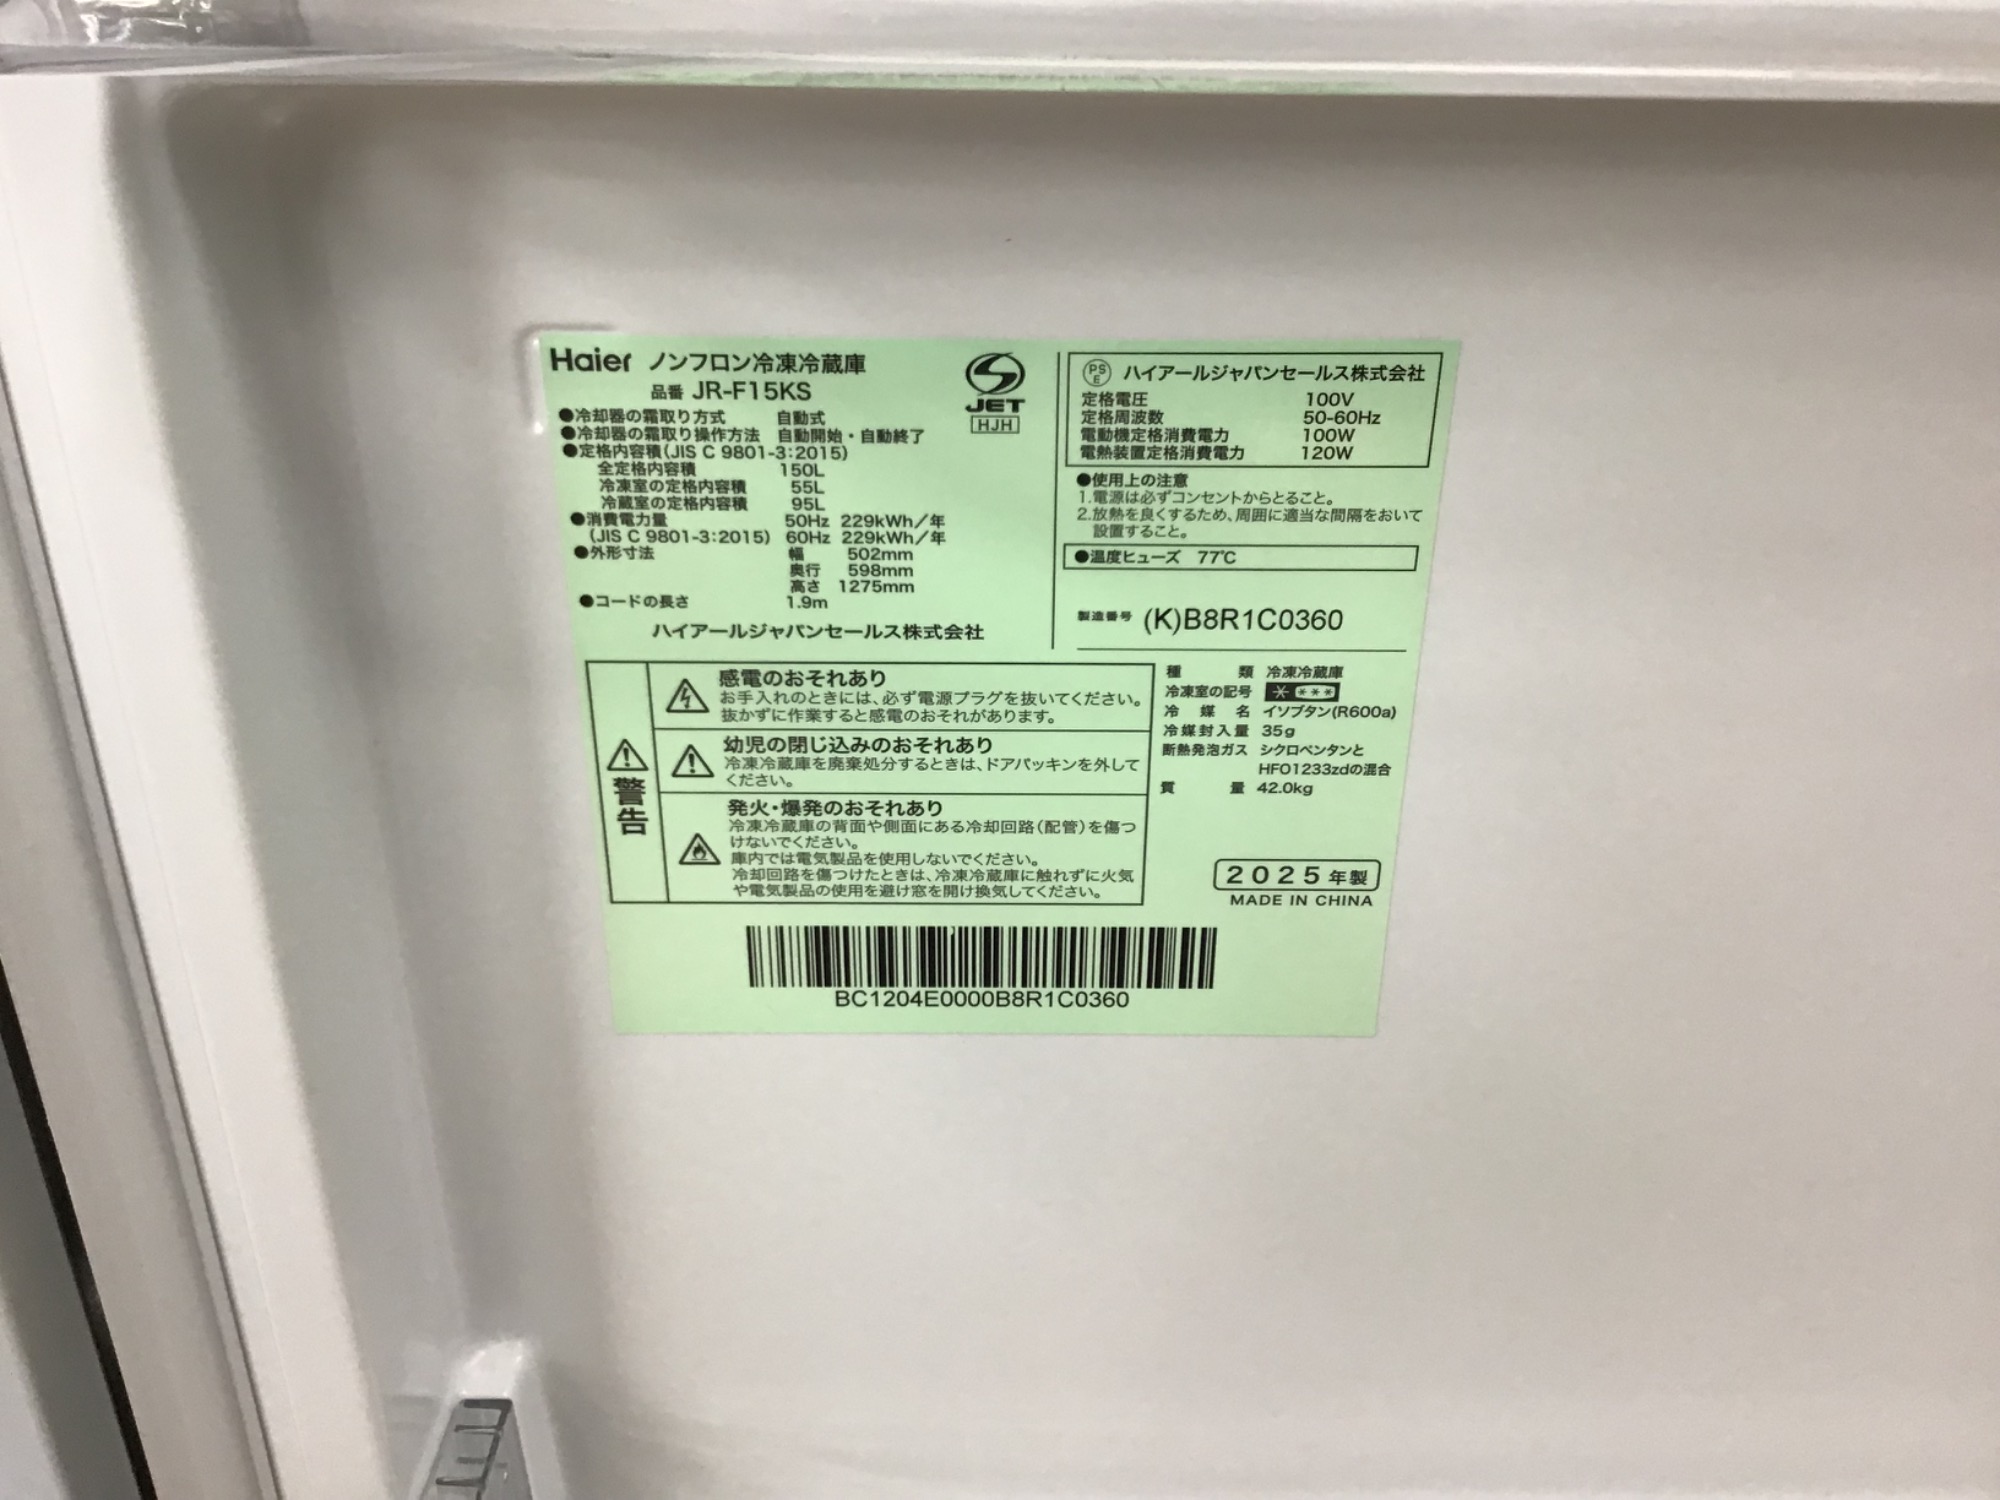 Haier ノンフロン冷凍冷蔵庫
品番 JR-F15KS
●冷却器の霜取り方式 自動式
●冷却器の霜取り操作方法 自動開始・自動終了
●定格内容積(JIS C 9801-3:2015)
全定格内容積 150L
冷凍室の定格内容積 55L
冷蔵室の定格内容積 95L
●消費電力量 50Hz 229kWh/年
(JIS C 9801-3:2015) 60Hz 229kWh/年
●外形寸法 幅 502mm
奥行 598mm
高さ 1275mm
●コードの長さ 1.9m
ハイアールジャパンセールス株式会社
JET
HJH
PSE ハイアールジャパンセールス株式会社
定格電圧 100V
定格周波数 50-60Hz
電動機定格消費電力 100W
電熱装置定格消費電力 120W
●使用上の注意
1.電源は必ずコンセントからとること。
2.放熱を良くするため、周囲に適当な間隔をおいて
設置すること。
●温度ヒューズ 77℃
製造番号 (K)B8R1C0360
警告
感電のおそれあり
お手入れのときには、必ず電源プラグを抜いてください。
抜かずに作業すると感電のおそれがあります。
幼児の閉じ込みのおそれあり
冷凍冷蔵庫を廃棄処分するときは、ドアパッキンを外して
ください。
発火・爆発のおそれあり
冷凍冷蔵庫の背面や側面にある冷却回路(配管)を傷つ
けないでください。
庫内では電気製品を使用しないでください。
冷却回路を傷つけたときは、冷凍冷蔵庫に触れずに火気
や電気製品の使用を避け窓を開け換気してください。
種類 冷凍冷蔵庫
冷凍室の記号 * ***
冷媒名 イソブタン(R600a)
冷媒封入量 35g
断熱発泡ガス シクロペンタンと
HFO1233zdの混合
質量 42.0kg
2025年製
MADE IN CHINA
BC1204E0000B8R1C0360